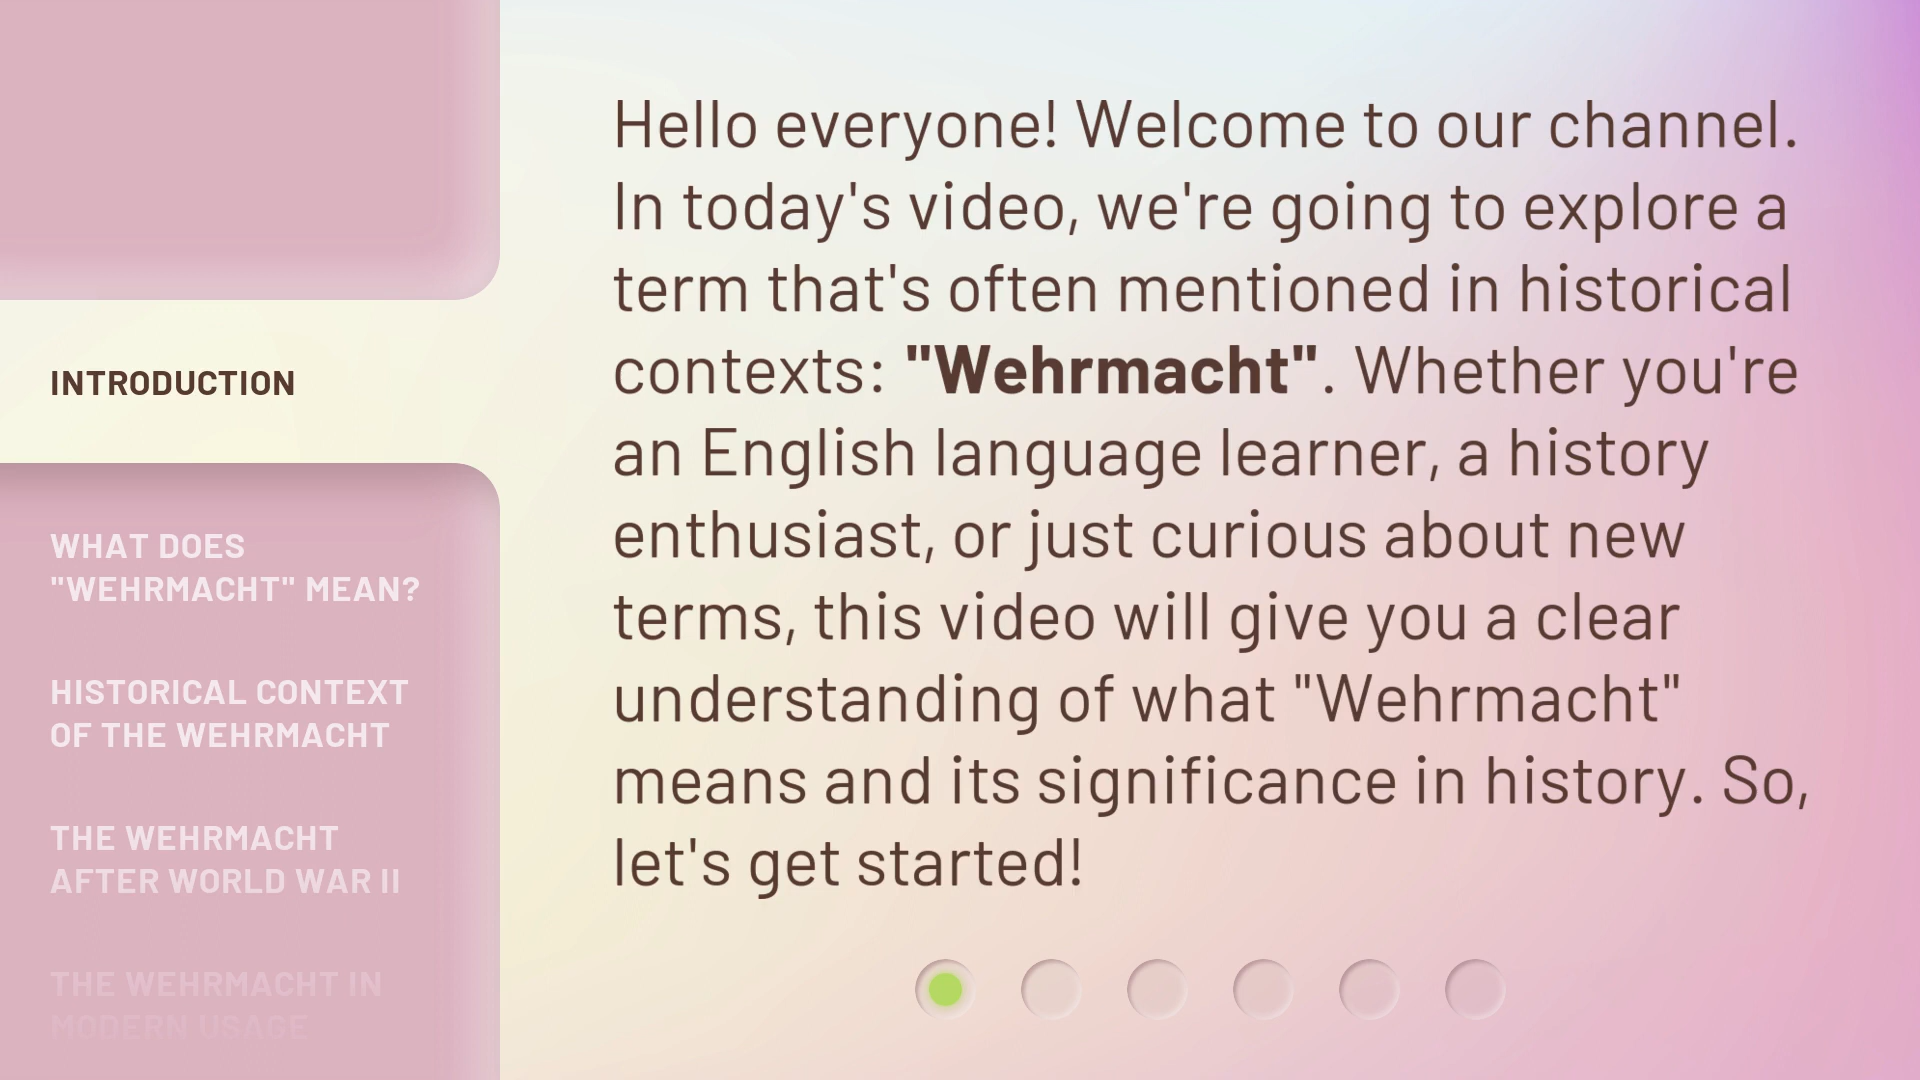 INTRODUCTION
WHAT DOES
"WEHRMACHT" MEAN?
HISTORICAL CONTEXT
OF THE WEHRMACHT
THE WEHRMACHT
AFTER WORLD WAR II
THE WEHRMACHT IN
MODERN USAGE
Hello everyone! Welcome to our channel.
In today's video, we're going to explore a
term that's often mentioned in historical
contexts: "Wehrmacht". Whether you're
an English language learner, a history
enthusiast, or just curious about new
terms, this video will give you a clear
understanding of what "Wehrmacht"
means and its significance in history. So,
let's get started!